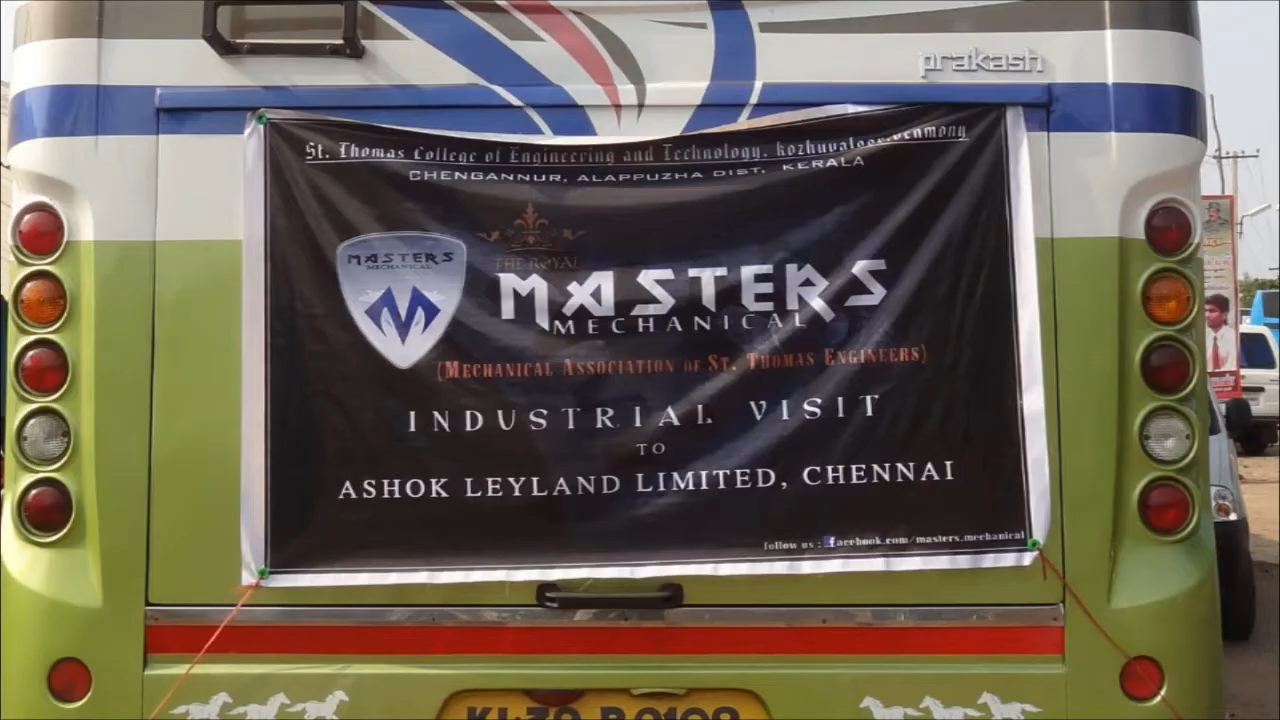 prakash
St. Thomas College of Engineering and Technology, kozhuvaloor, venmony
CHENGANNUR, ALAPPUZHA DIST, KERALA
MASTERS
MECHANICAL
THE ROYAL
MASTERS
MECHANICAL
(MECHANICAL ASSOCIATION OF ST. THOMAS ENGINEERS)
INDUSTRIAL VISIT
TO
ASHOK LEYLAND LIMITED, CHENNAI
follow us : facebook.com/masters.mechanical